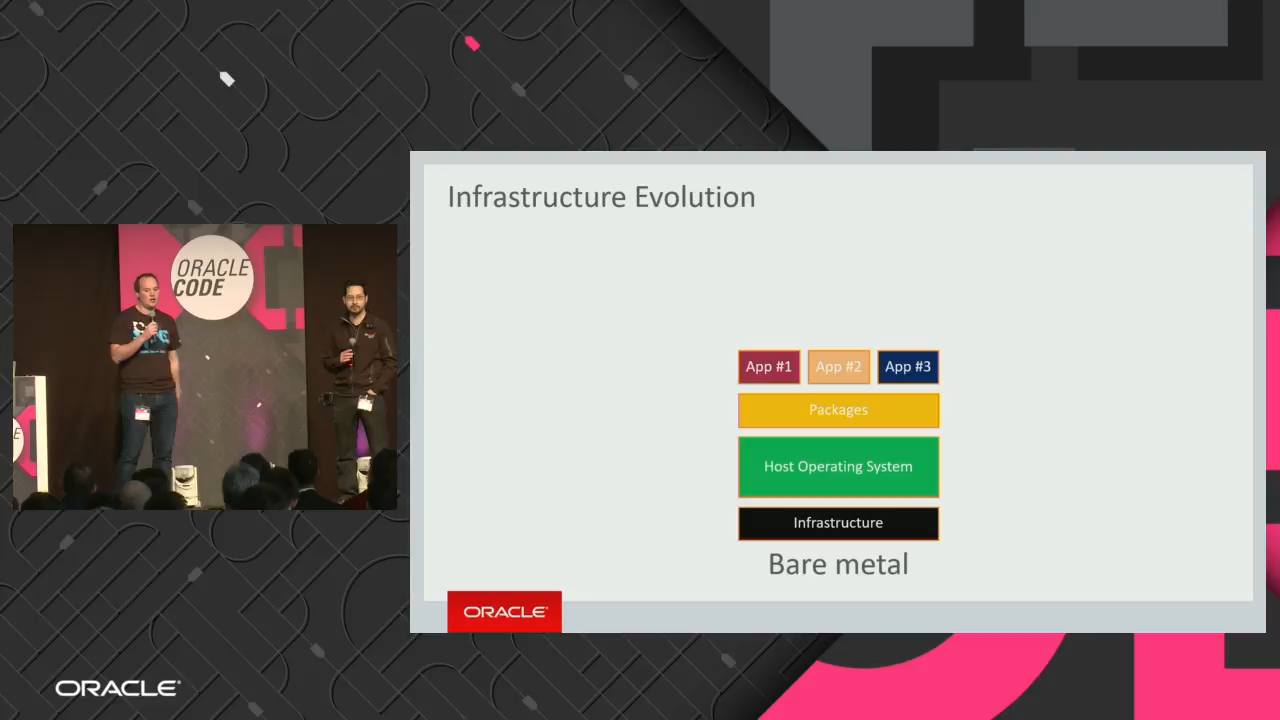 Infrastructure Evolution
ORACLE
CODE
App #1 App #2 App #3
Packages
Host Operating System
Infrastructure
Bare metal
ORACLE
ORACLE